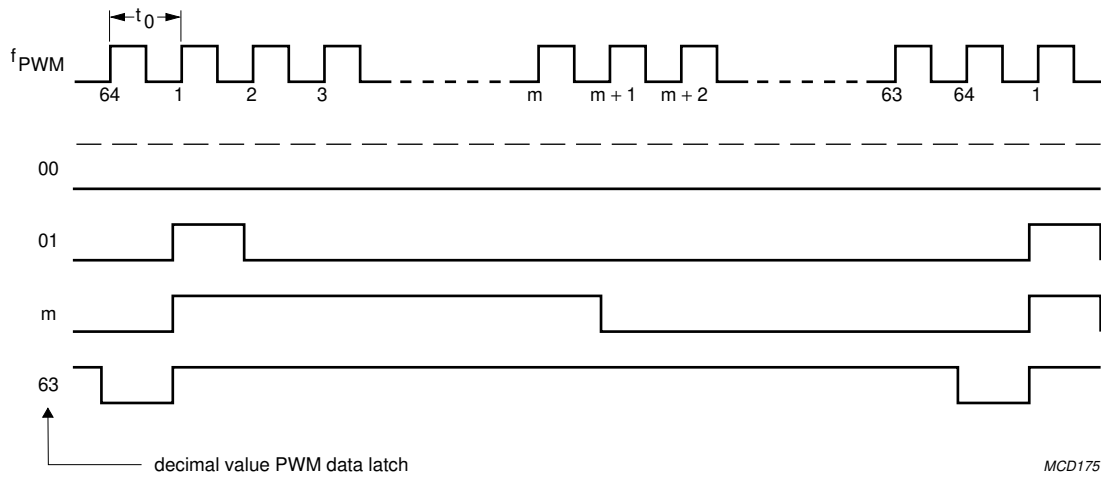 t0
fPWM
64 1 2 3 m m + 1 m + 2 63 64 1
00
01
m
63
decimal value PWM data latch
MCD175